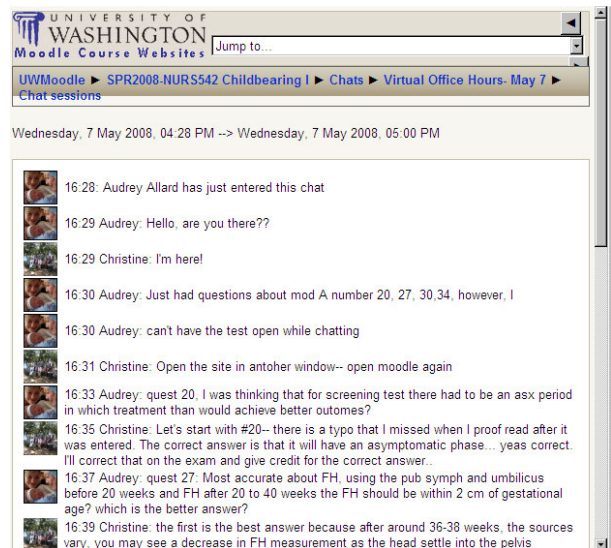 UNIVERSITY OF
WASHINGTON
Moodle Course Websites
Jump to...
UWMoodle ► SPR2008-NURS542 Childbearing I ► Chats ► Virtual Office Hours- May 7 ►
Chat sessions
Wednesday, 7 May 2008, 04:28 PM --> Wednesday, 7 May 2008, 05:00 PM
16:28: Audrey Allard has just entered this chat
16:29 Audrey: Hello, are you there??
16:29 Christine: I'm here!
16:30 Audrey: Just had questions about mod A number 20, 27, 30,34, however, I
16:30 Audrey: can't have the test open while chatting
16:31 Christine: Open the site in antoher window-- open moodle again
16:33 Audrey: quest 20, I was thinking that for screening test there had to be an asx period
in which treatment than would achieve better outomes?
16:35 Christine: Let's start with #20-- there is a typo that I missed when I proof read after it
was entered. The correct answer is that it will have an asymptomatic phase... yeas correct.
I'll correct that on the exam and give credit for the correct answer..
16:37 Audrey: quest 27: Most accurate about FH, using the pub symph and umbilicus
before 20 weeks and FH after 20 to 40 weeks the FH should be within 2 cm of gestational
age? which is the better answer?
16:39 Christine: the first is the best answer because after around 36-38 weeks, the sources
vary, you may see a decrease in FH measurement as the head settle into the pelvis